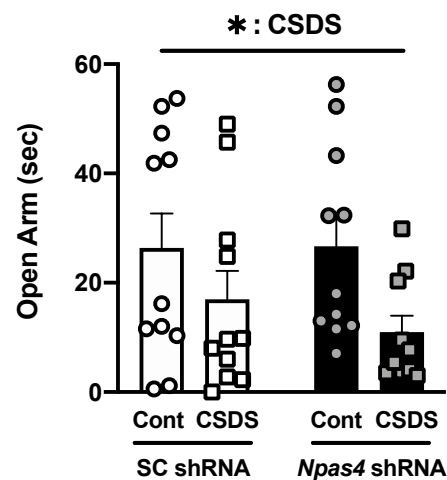 *: CSDS
60
40
20
0
Open Arm (sec)
Cont CSDS Cont CSDS
SC shRNA Npas4 shRNA